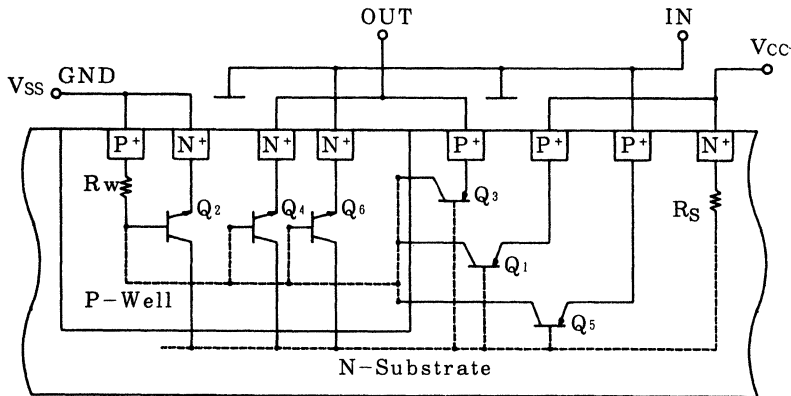 OUT IN
VCC
VSS GND
P+ N+ N+ N+ P+ P+ P+ N+
RW Q2 Q4 Q6 Q3 RS
Q1
P-Well Q5
N-Substrate